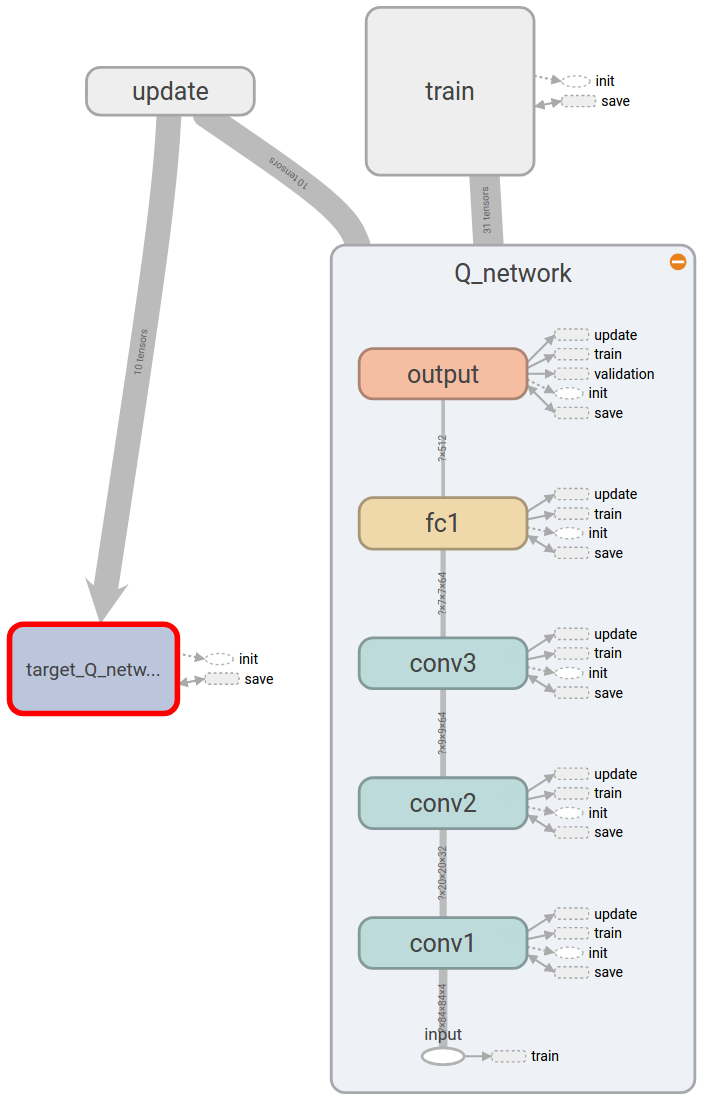 update
train
init
save
10 tensors
31 tensors
10 tensors
Q_network
output
update
train
validation
init
save
?×512
fc1
update
train
init
save
?×7×7×64
target_Q_netw...
init
save
conv3
update
train
init
save
?×9×9×64
conv2
update
train
init
save
?×20×20×32
conv1
update
train
init
save
?×84×84×4
input
train